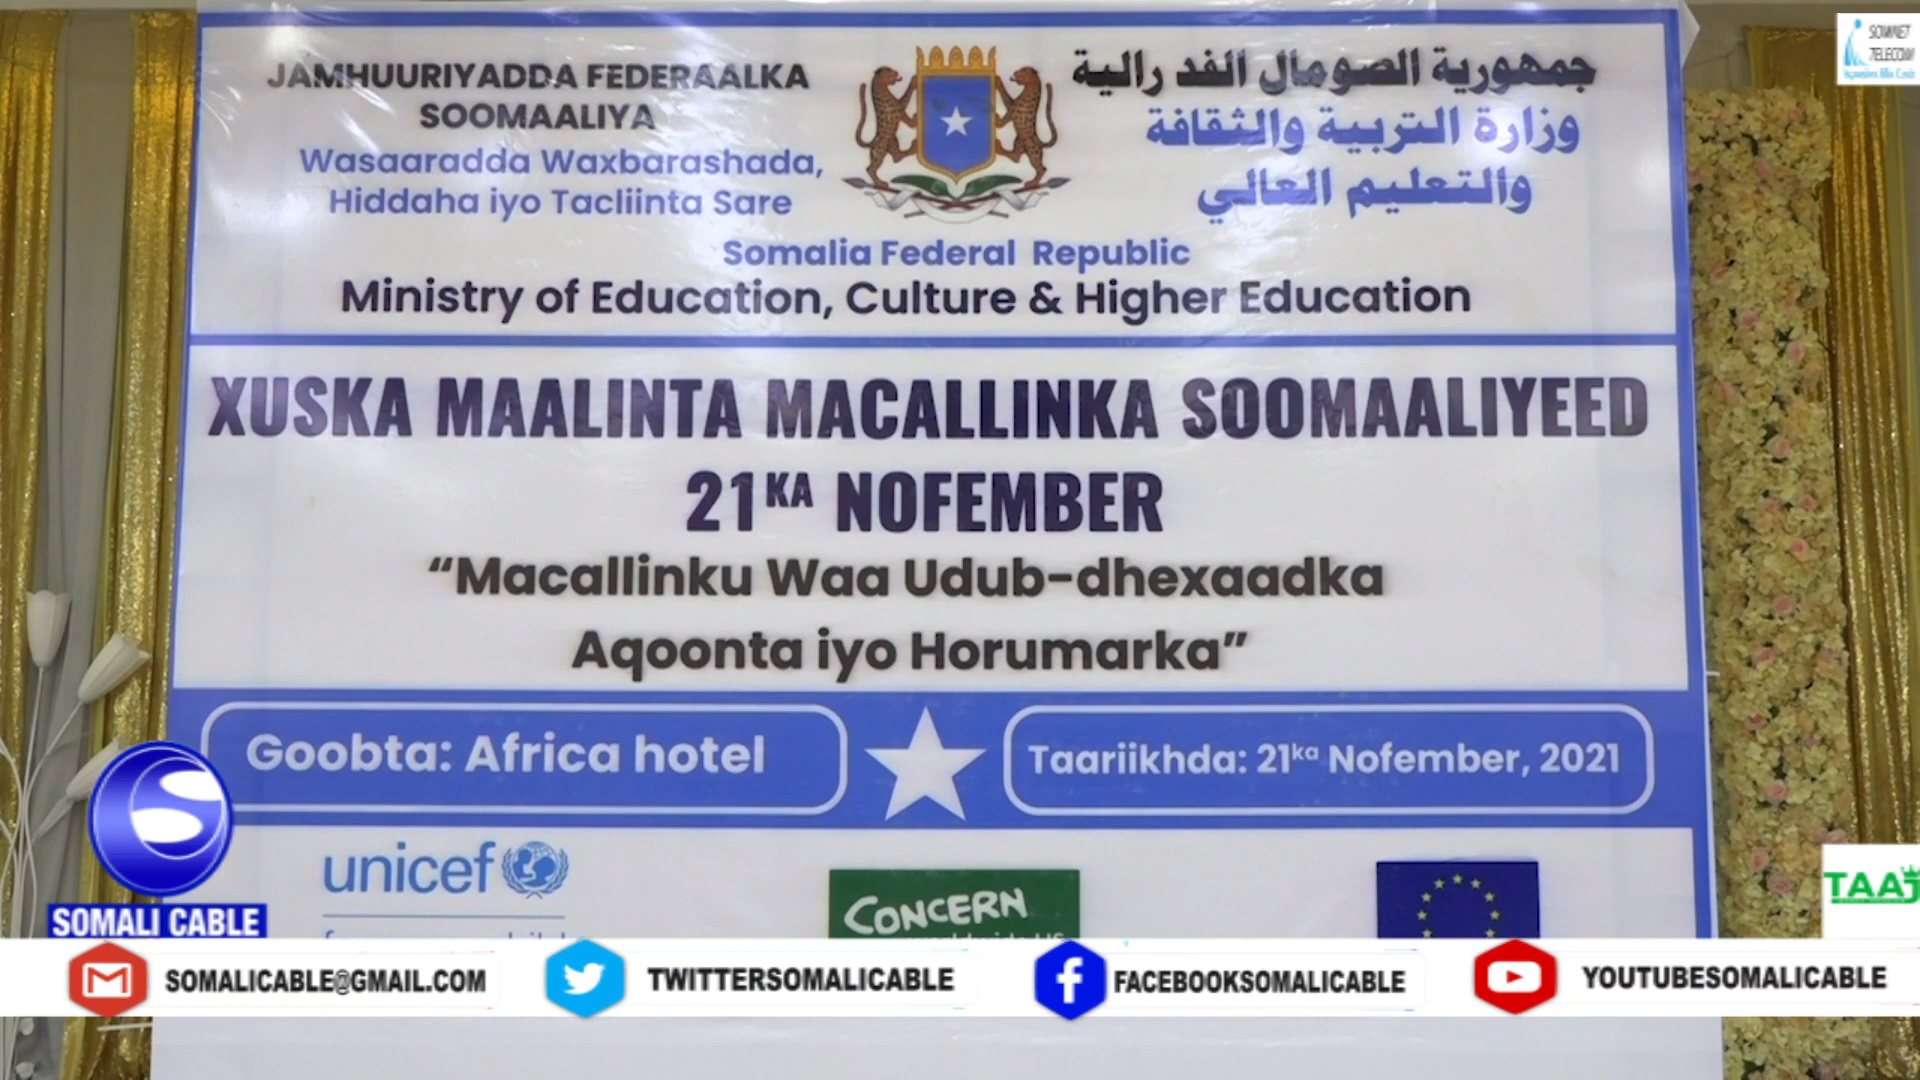 JAMHUURIYADDA FEDERAALKA
SOOMAALIYA
Wasaaradda Waxbarashada,
Hiddaha iyo Tacliinta Sare
جمهورية الصومال الفد رالية
وزارة التربية والثقافة
والتعليم العالي
Somalia Federal Republic
Ministry of Education, Culture & Higher Education
XUSKA MAALINTA MACALLINKA SOOMAALIYEED
21KA NOFEMBER
“Macallinku Waa Udub-dhexaadka
Aqoonta iyo Horumarka”
Goobta: Africa hotel
Taariikhda: 21ka Nofember, 2021
unicef
CONCERN
SOMALI CABLE
SOMNET
TELECOM
TAAJ
SOMALICABLE@GMAIL.COM
TWITTERSOMALICABLE
FACEBOOKSOMALICABLE
YOUTUBESOMALICABLE